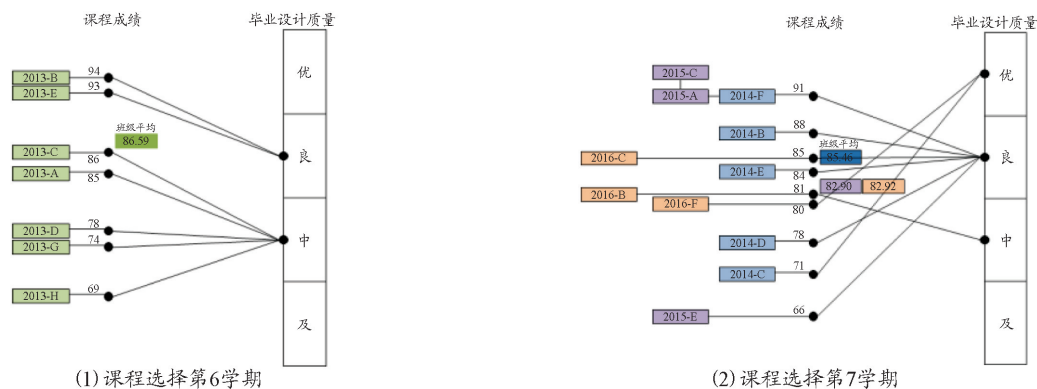 课程成绩
毕业设计质量
2013-B
94
2013-E
93
班级平均
86.59
2013-C
86
2013-A
85
2013-D
78
2013-G
74
2013-H
69
优
良
中
及
(1)课程选择第6学期
课程成绩
毕业设计质量
2015-C
2015-A
2014-F
91
2014-B
88
班级平均
2016-C
85
85.46
2014-E
84
2016-B
81
82.90
82.92
2016-F
80
2014-D
78
2014-C
71
2015-E
66
优
良
中
及
(2)课程选择第7学期